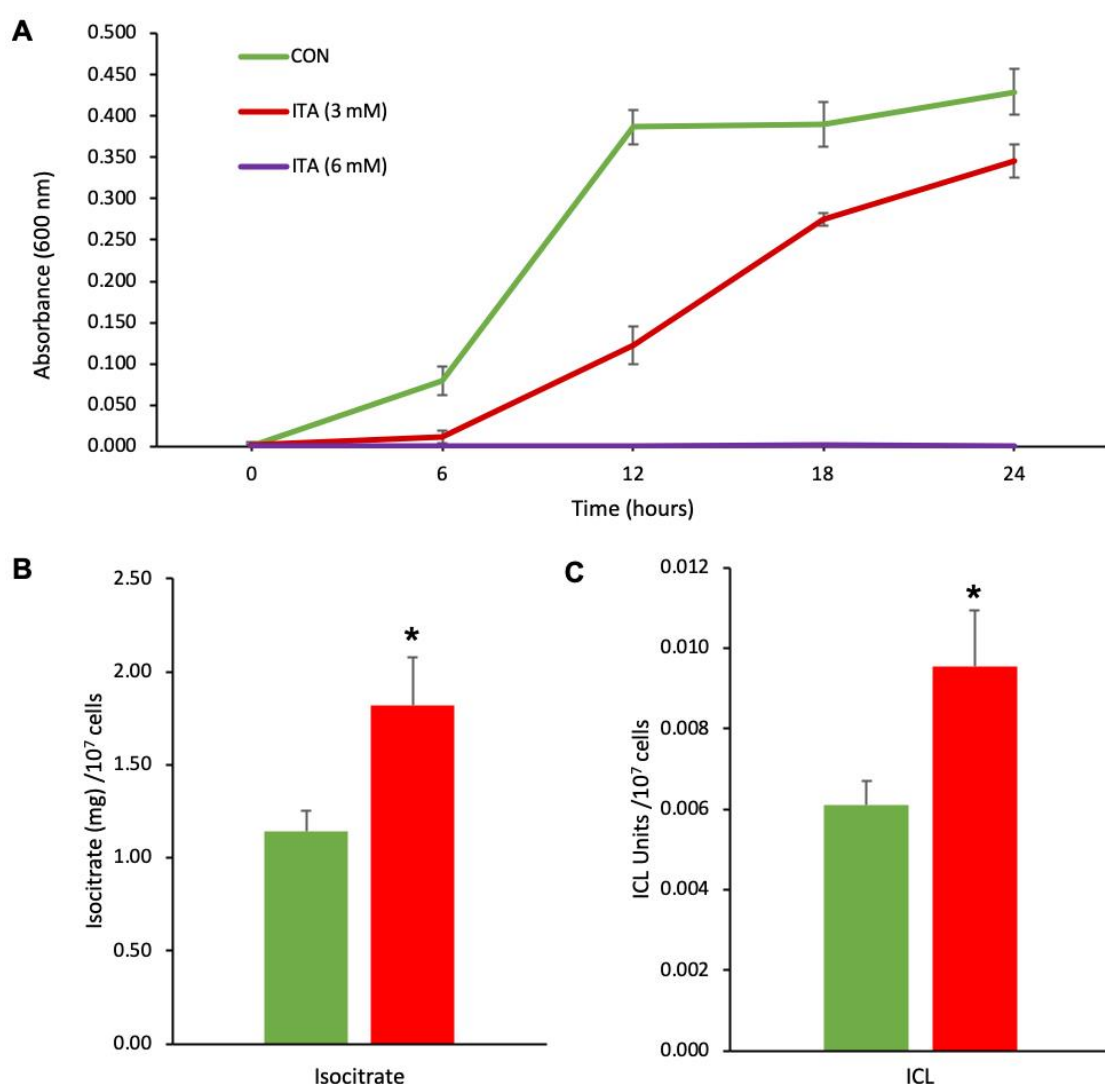 A
0.500
0.450
0.400
0.350
0.300
0.250
0.200
0.150
0.100
0.050
0.000
Absorbance (600 nm)
CON
ITA (3 mM)
ITA (6 mM)
0 6 12 18 24
Time (hours)
B
2.50
2.00
1.50
1.00
0.50
0.00
Isocitrate (mg) /10⁷ cells
*
Isocitrate
C
0.012
0.010
0.008
0.006
0.004
0.002
0.000
ICL Units /10⁷ cells
*
ICL